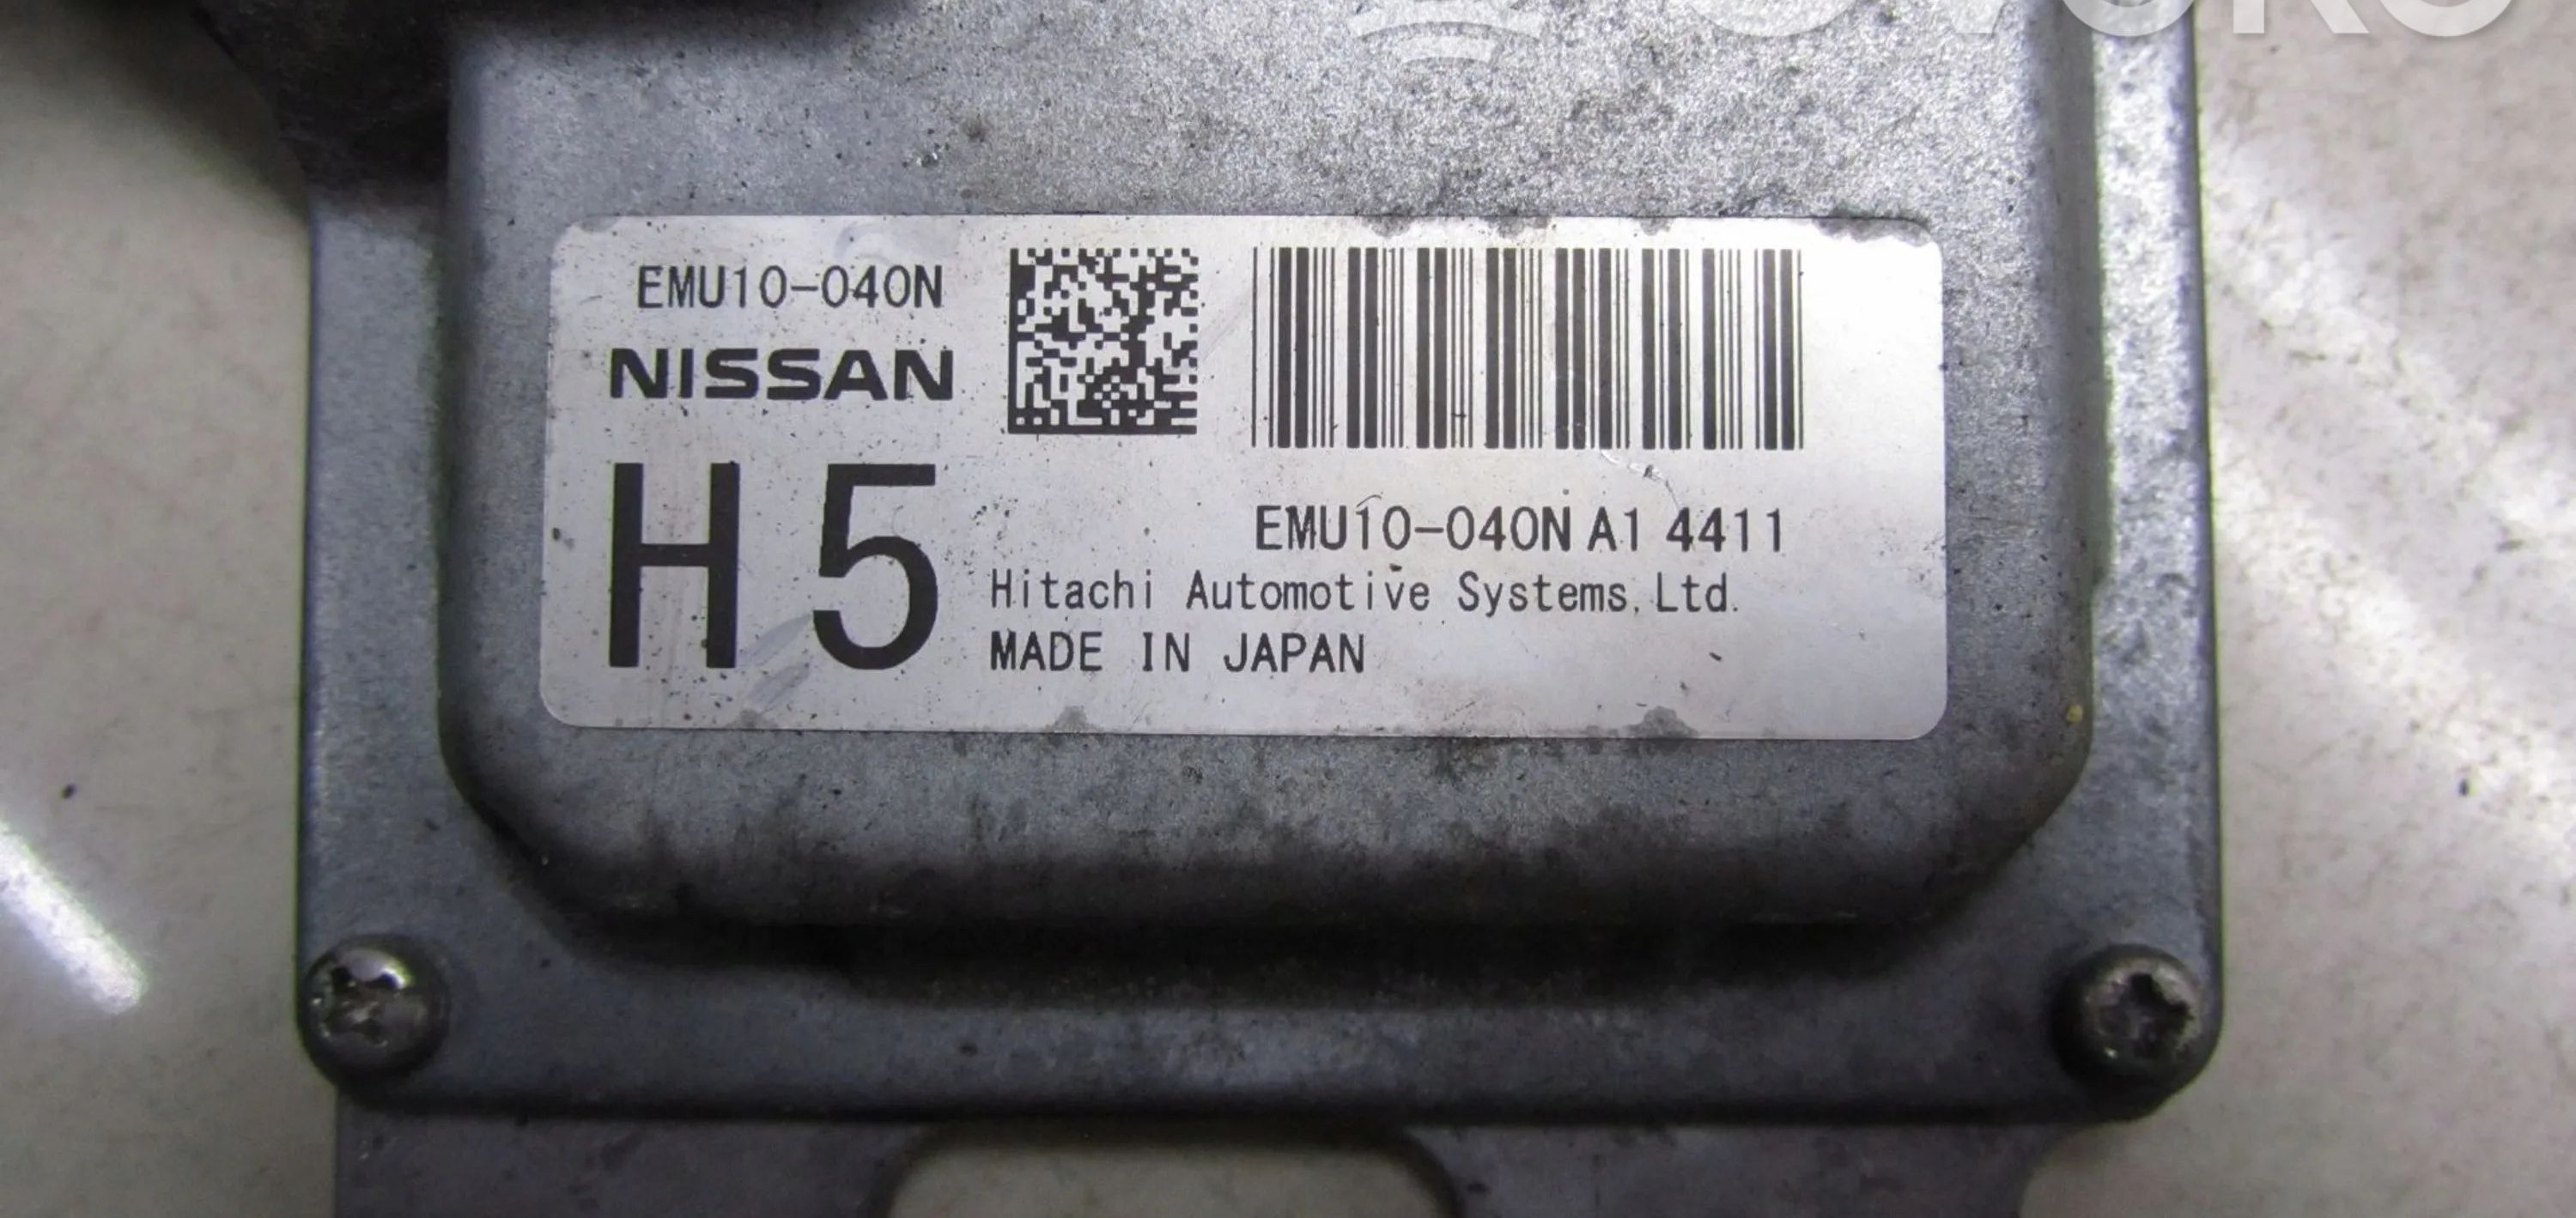 EMU10-040N
NISSAN
H5
EMU10-040N A1 4411
Hitachi Automotive Systems, Ltd.
MADE IN JAPAN